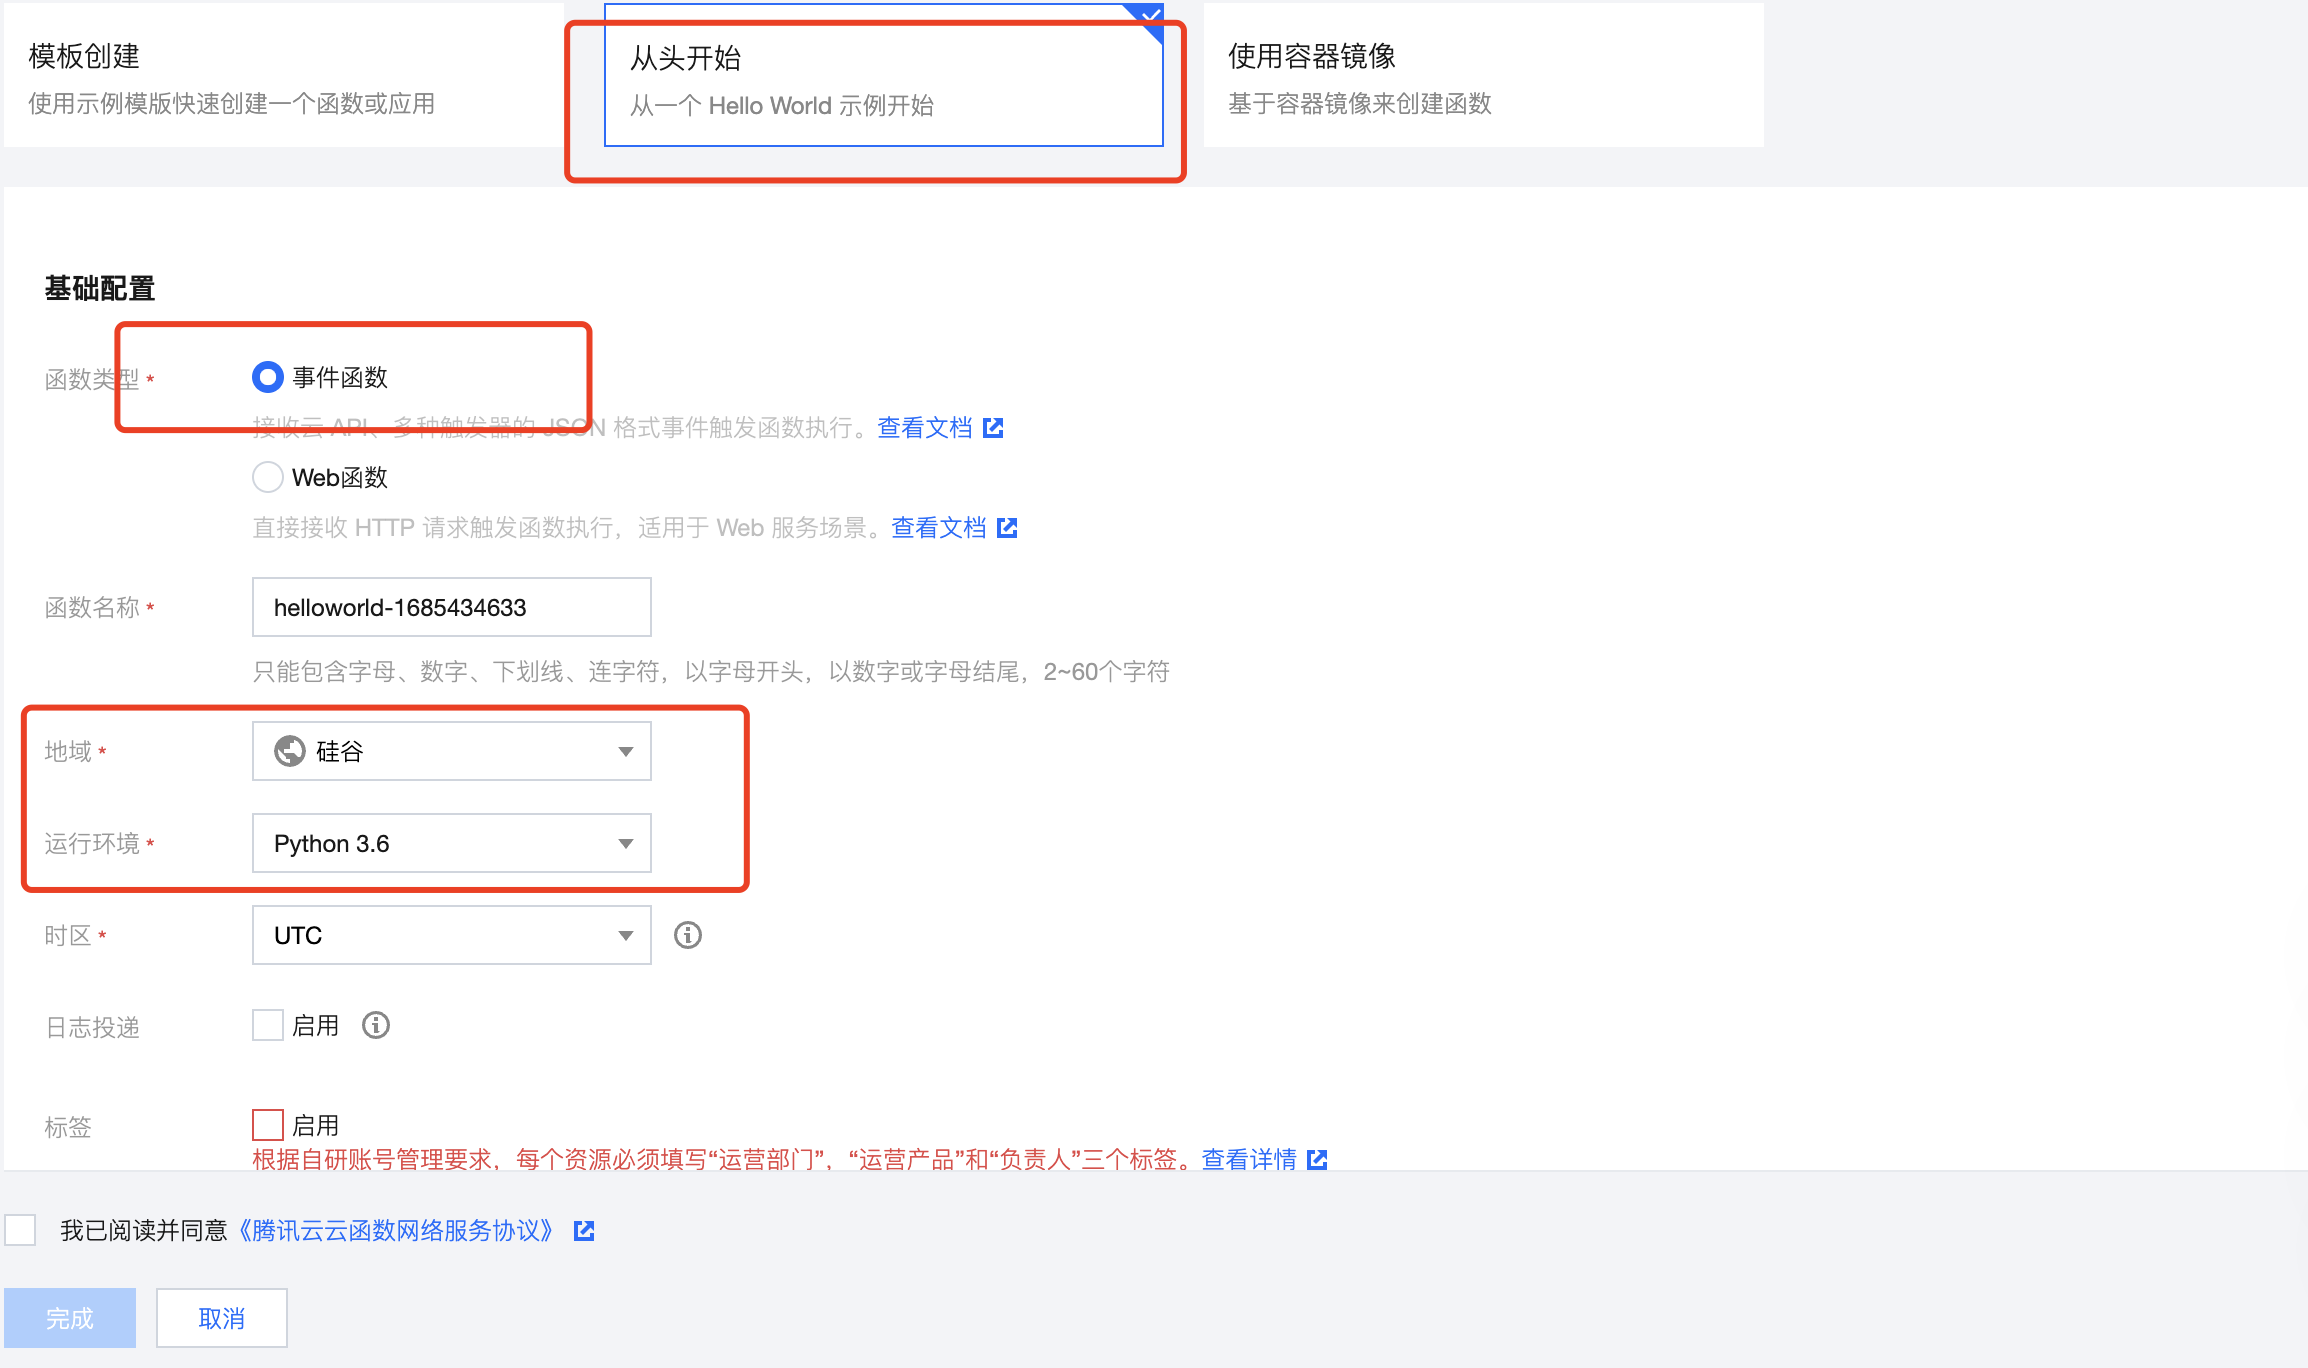 模板创建
使用示例模版快速创建一个函数或应用
从头开始
从一个 Hello World 示例开始
使用容器镜像
基于容器镜像来创建函数
基础配置
函数类型 *
事件函数
接收云 API、多种触发器的 JSON 格式事件触发函数执行。查看文档
Web函数
直接接收 HTTP 请求触发函数执行，适用于 Web 服务场景。查看文档
函数名称 *
helloworld-1685434633
只能包含字母、数字、下划线、连字符，以字母开头，以数字或字母结尾，2~60个字符
地域 *
硅谷
运行环境 *
Python 3.6
时区 *
UTC
日志投递
启用
标签
启用
根据自研账号管理要求，每个资源必须填写“运营部门”，“运营产品”和“负责人”三个标签。查看详情
我已阅读并同意《腾讯云云函数网络服务协议》
完成
取消